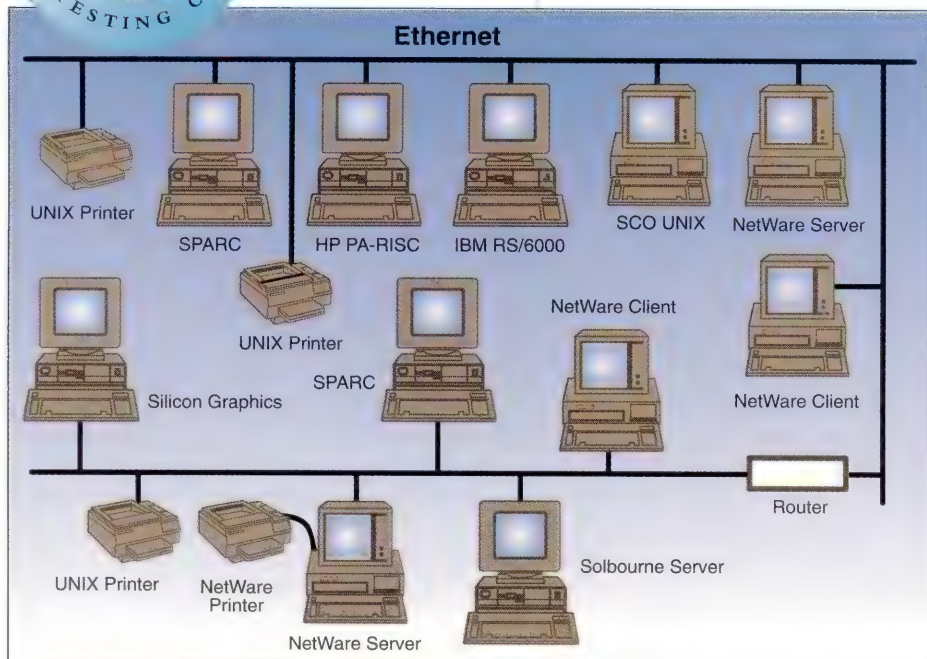 ESTING
Ethernet
UNIX Printer
SPARC
HP PA-RISC
IBM RS/6000
SCO UNIX
NetWare Server
UNIX Printer
NetWare Client
Silicon Graphics
SPARC
NetWare Client
Router
UNIX Printer
NetWare
Printer
NetWare Server
Solbourne Server